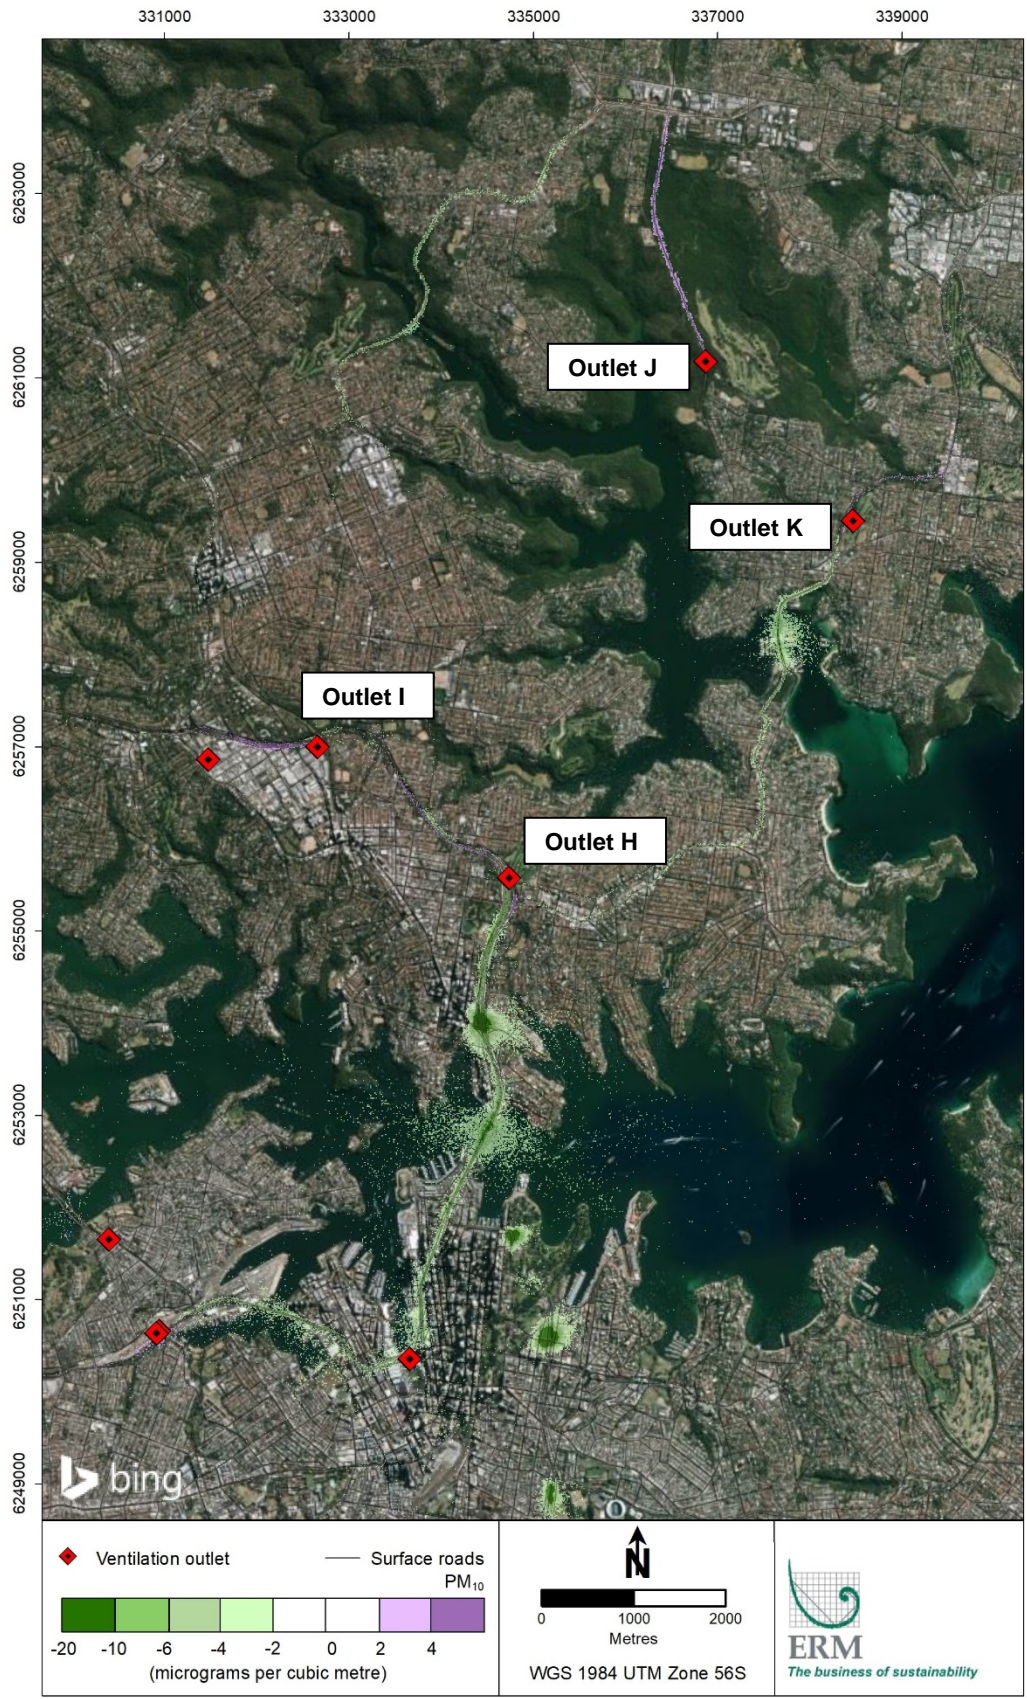 331000 333000 335000 337000 339000
6263000
6261000
6259000
6257000
6255000
6253000
6251000
6249000
Outlet J
Outlet K
Outlet I
Outlet H
bing
Ventilation outlet
Surface roads
PM10
-20 -10 -6 -4 -2 0 2 4
(micrograms per cubic metre)
N
0 1000 2000
Metres
WGS 1984 UTM Zone 56S
ERM
The business of sustainability